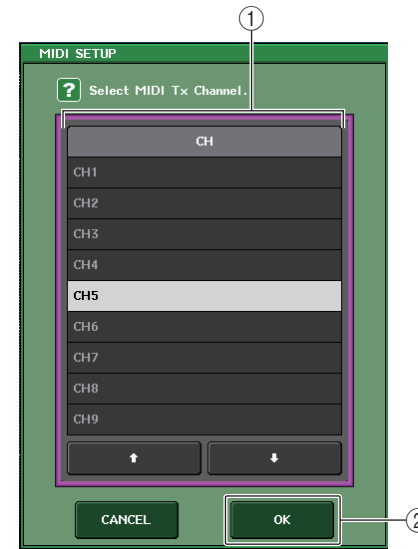 ①
MIDI SETUP
? Select MIDI Tx Channel.
CH
CH1
CH2
CH3
CH4
CH5
CH6
CH7
CH8
CH9
CANCEL
OK
②